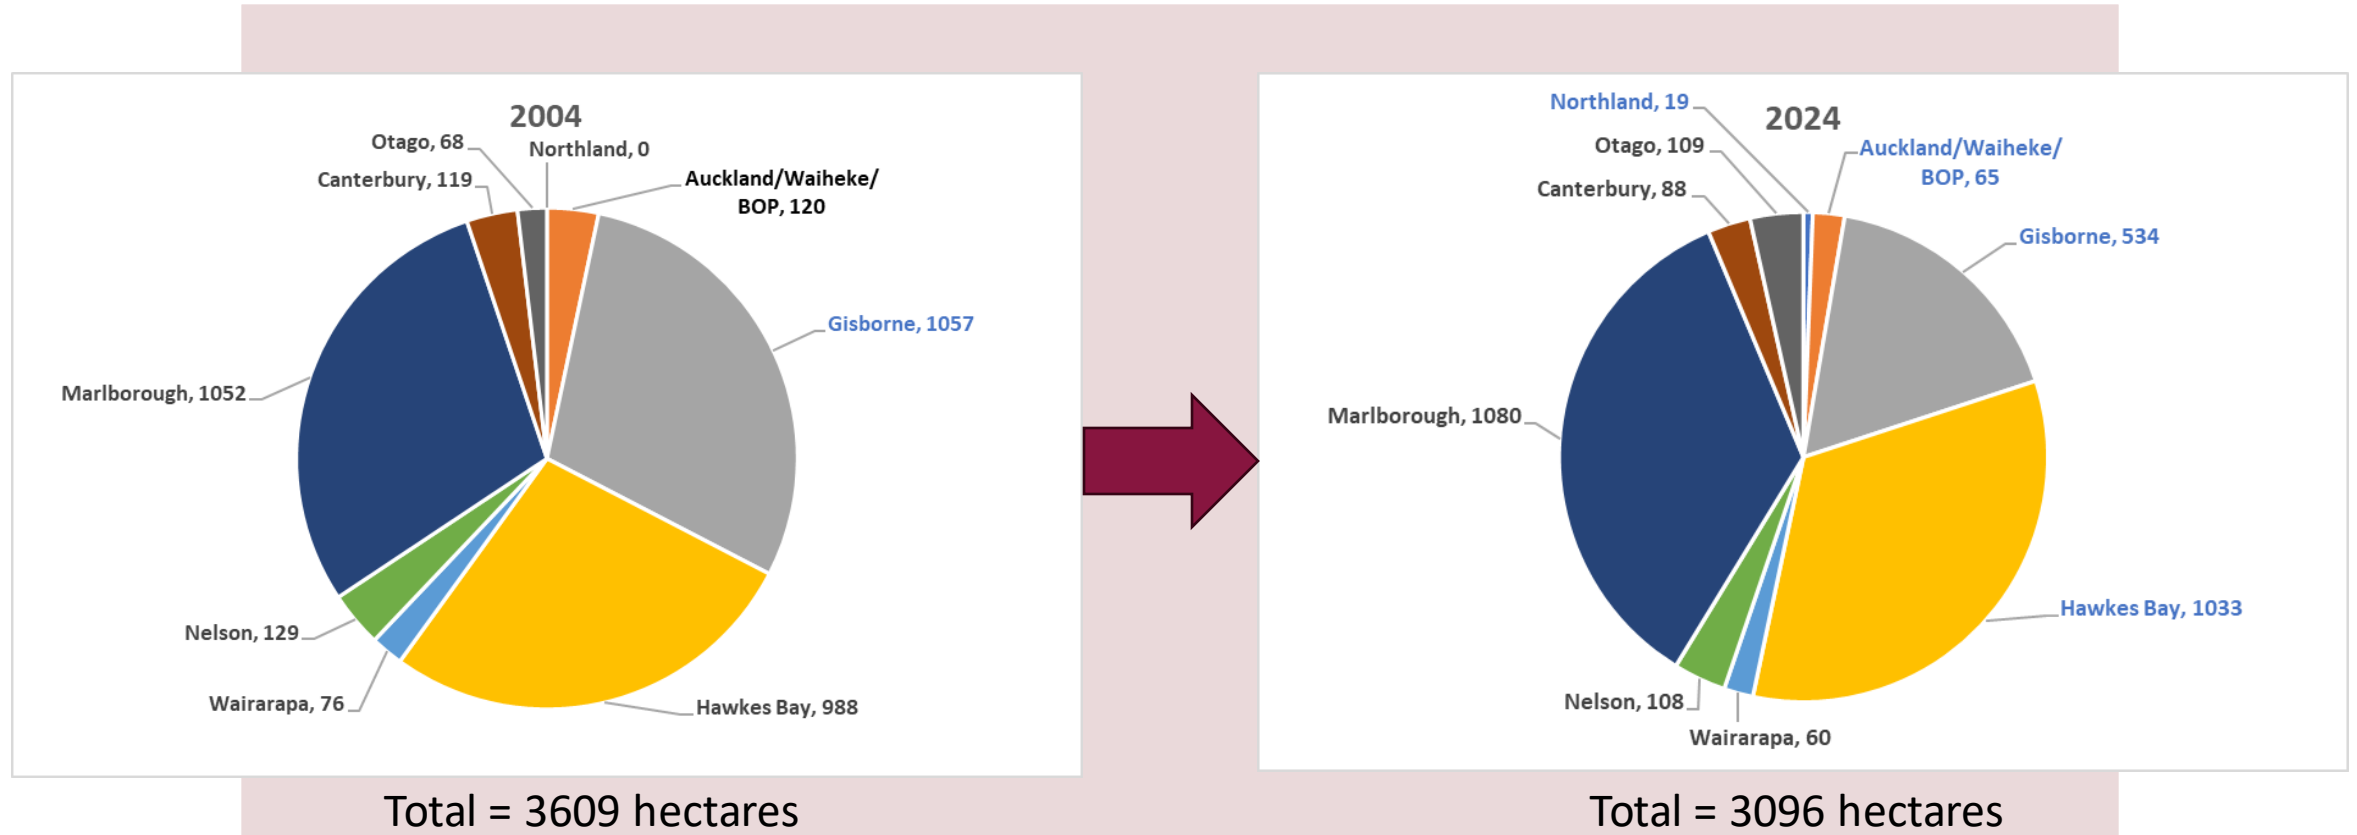 2004
Otago, 68
Northland, 0
Canterbury, 119
Auckland/Waiheke/
BOP, 120
Gisborne, 1057
Marlborough, 1052
Nelson, 129
Wairarapa, 76
Hawkes Bay, 988
Total = 3609 hectares
Northland, 19
2024
Otago, 109
Auckland/Waiheke/
BOP, 65
Canterbury, 88
Gisborne, 534
Marlborough, 1080
Hawkes Bay, 1033
Nelson, 108
Wairarapa, 60
Total = 3096 hectares